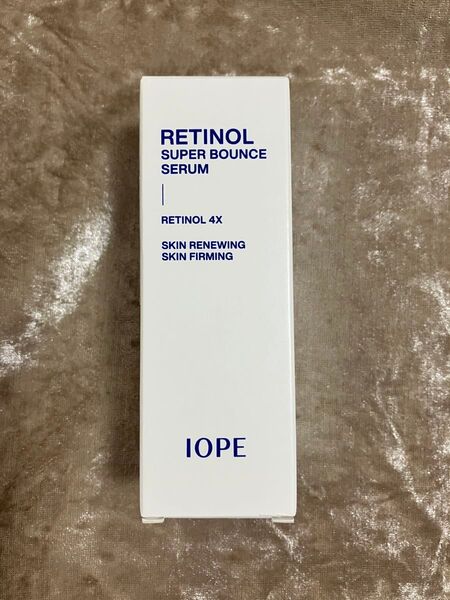 RETINOL
SUPER BOUNCE
SERUM
RETINOL 4X
SKIN RENEWING
SKIN FIRMING
IOPE